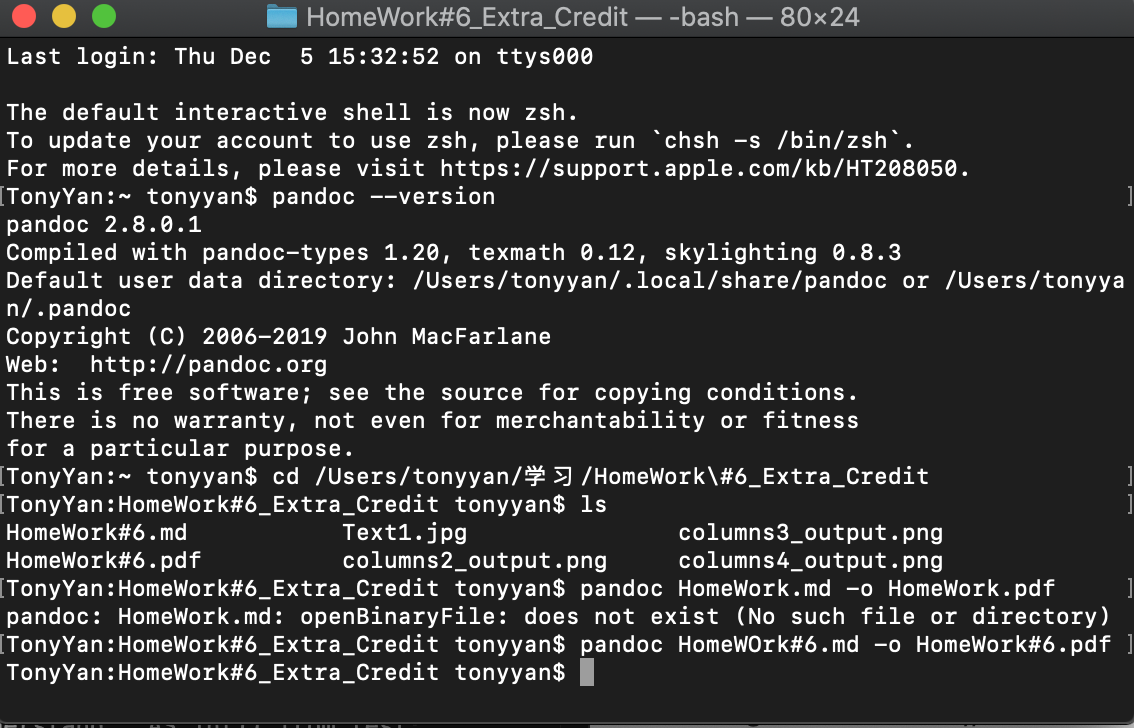 HomeWork#6_Extra_Credit — -bash — 80×24
Last login: Thu Dec  5 15:32:52 on ttys000
The default interactive shell is now zsh.
To update your account to use zsh, please run `chsh -s /bin/zsh`.
For more details, please visit https://support.apple.com/kb/HT208050.
[TonyYan:~ tonyyan$ pandoc --version ]
pandoc 2.8.0.1
Compiled with pandoc-types 1.20, texmath 0.12, skylighting 0.8.3
Default user data directory: /Users/tonyyan/.local/share/pandoc or /Users/tonyya
n/.pandoc
Copyright (C) 2006-2019 John MacFarlane
Web:  http://pandoc.org
This is free software; see the source for copying conditions.
There is no warranty, not even for merchantability or fitness
for a particular purpose.
[TonyYan:~ tonyyan$ cd /Users/tonyyan/学习/HomeWork\#6_Extra_Credit ]
[TonyYan:HomeWork#6_Extra_Credit tonyyan$ ls ]
HomeWork#6.md Text1.jpg columns3_output.png
HomeWork#6.pdf columns2_output.png columns4_output.png
[TonyYan:HomeWork#6_Extra_Credit tonyyan$ pandoc HomeWork.md -o HomeWork.pdf ]
pandoc: HomeWork.md: openBinaryFile: does not exist (No such file or directory)
[TonyYan:HomeWork#6_Extra_Credit tonyyan$ pandoc HomeWOrk#6.md -o HomeWork#6.pdf ]
TonyYan:HomeWork#6_Extra_Credit tonyyan$